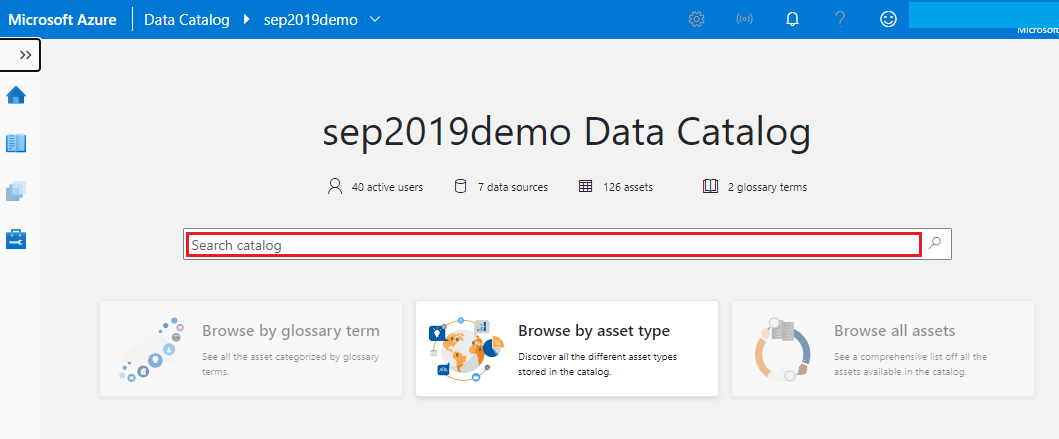 Microsoft Azure Data Catalog sep2019demo
Microsoft
sep2019demo Data Catalog
40 active users 7 data sources 126 assets 2 glossary terms
Search catalog
Browse by glossary term
See all the asset categorized by glossary
terms.
Browse by asset type
Discover all the different asset types
stored in the catalog.
Browse all assets
See a comprehensive list off all the
assets available in the catalog.